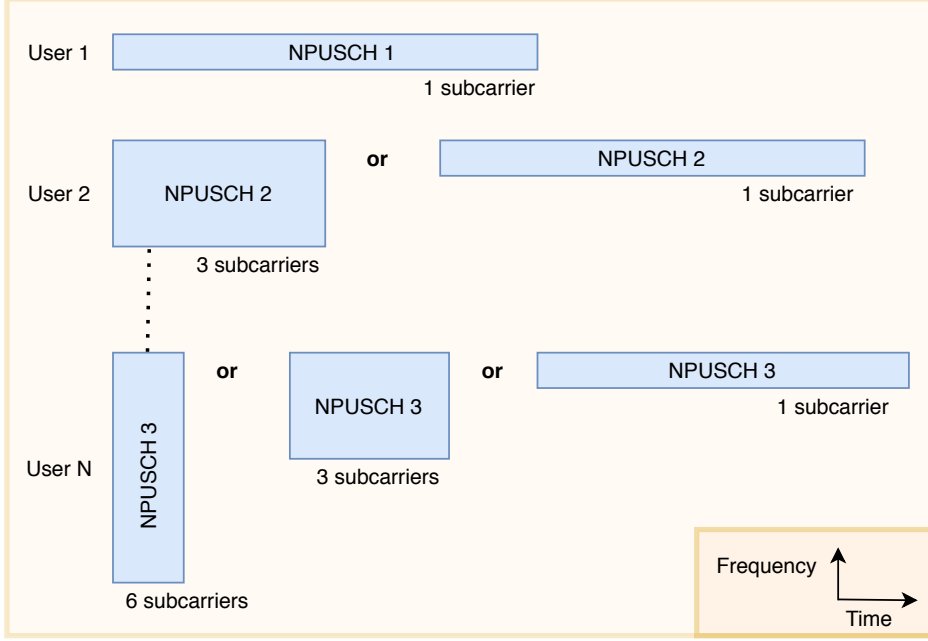 User 1
NPUSCH 1
1 subcarrier
User 2
NPUSCH 2
3 subcarriers
or
NPUSCH 2
1 subcarrier
User N
NPUSCH 3
6 subcarriers
or
NPUSCH 3
3 subcarriers
or
NPUSCH 3
1 subcarrier
Frequency
Time